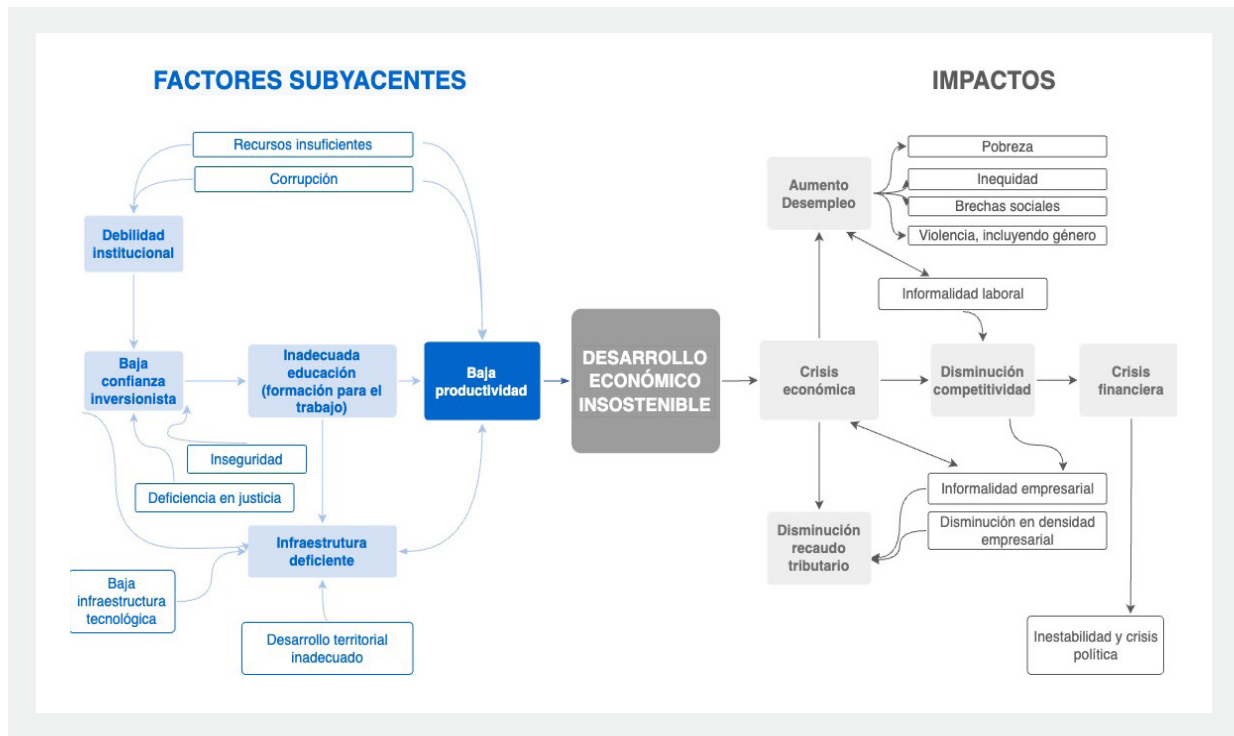 FACTORES SUBYACENTES
Recursos insuficientes
Corrupción
Debilidad
institucional
Baja
confianza
inversionista
Inadecuada
educación
(formación para el
trabajo)
Baja
productividad
Inseguridad
Deficiencia en justicia
Infraestrutura
deficiente
Baja
infraestructura
tecnológica
Desarrollo territorial
inadecuado
DESARROLLO
ECONÓMICO
INSOSTENIBLE
IMPACTOS
Aumento
Desempleo
Pobreza
Inequidad
Brechas sociales
Violencia, incluyendo género
Informalidad laboral
Crisis
económica
Disminución
competitividad
Crisis
financiera
Informalidad empresarial
Disminución en densidad
empresarial
Disminución
recaudo
tributario
Inestabilidad y crisis
política